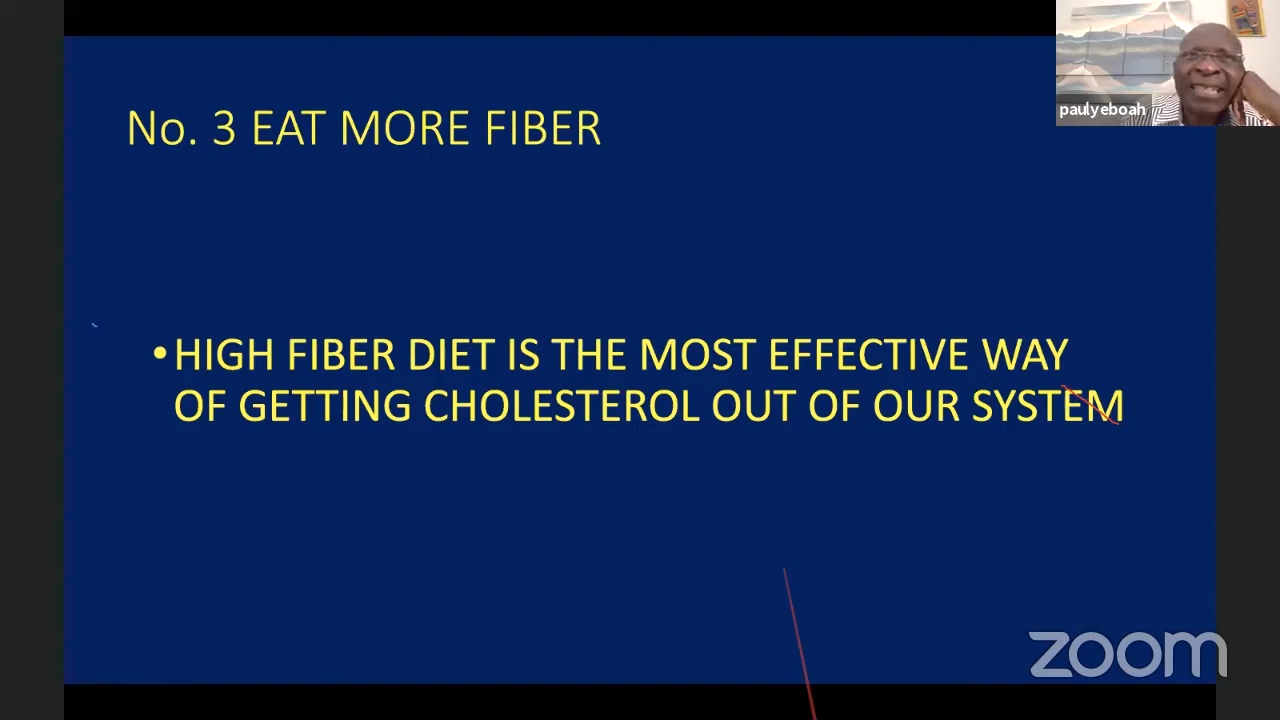 No. 3 EAT MORE FIBER
paulyeboah
•HIGH FIBER DIET IS THE MOST EFFECTIVE WAY
OF GETTING CHOLESTEROL OUT OF OUR SYSTEM
zoom